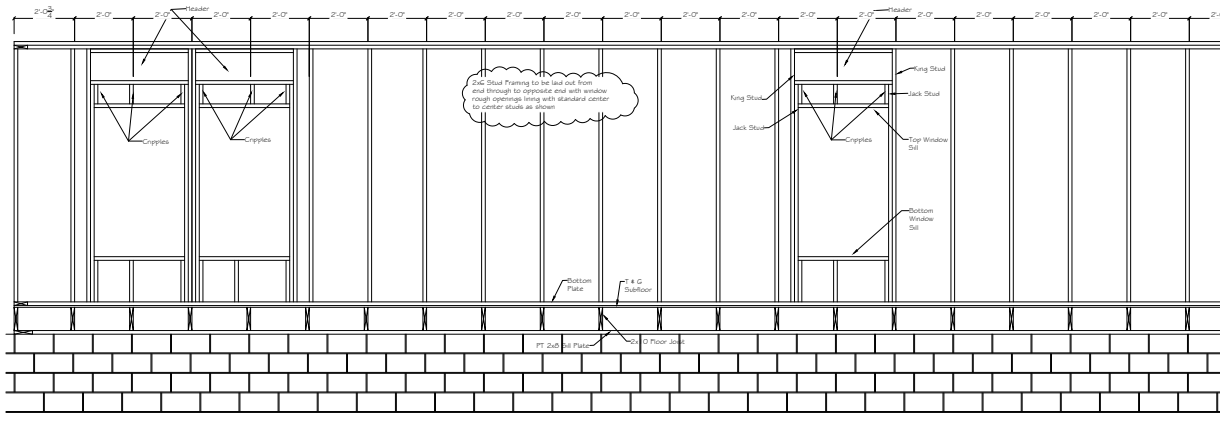 2'-0 3/4" 2'-0" 2'-0" 2'-0" 2'-0" 2'-0" 2'-0" 2'-0" 2'-0" 2'-0" 2'-0" 2'-0" 2'-0" 2'-0" 2'-0" 2'-0" 2'-0" 2'-0" 2'-0" 2'-0"
Header
Header
2x6 Stud Framing to be laid out from
end through to opposite end with window
rough openings lining with standard center
to center studs as shown
King Stud
King Stud
Jack Stud
Jack Stud
Cripples
Cripples
Cripples
Top Window
Sill
Bottom
Window
Sill
Bottom
Plate
T & G
Subfloor
PT 2x8 Sill Plate
2x10 Floor Joist